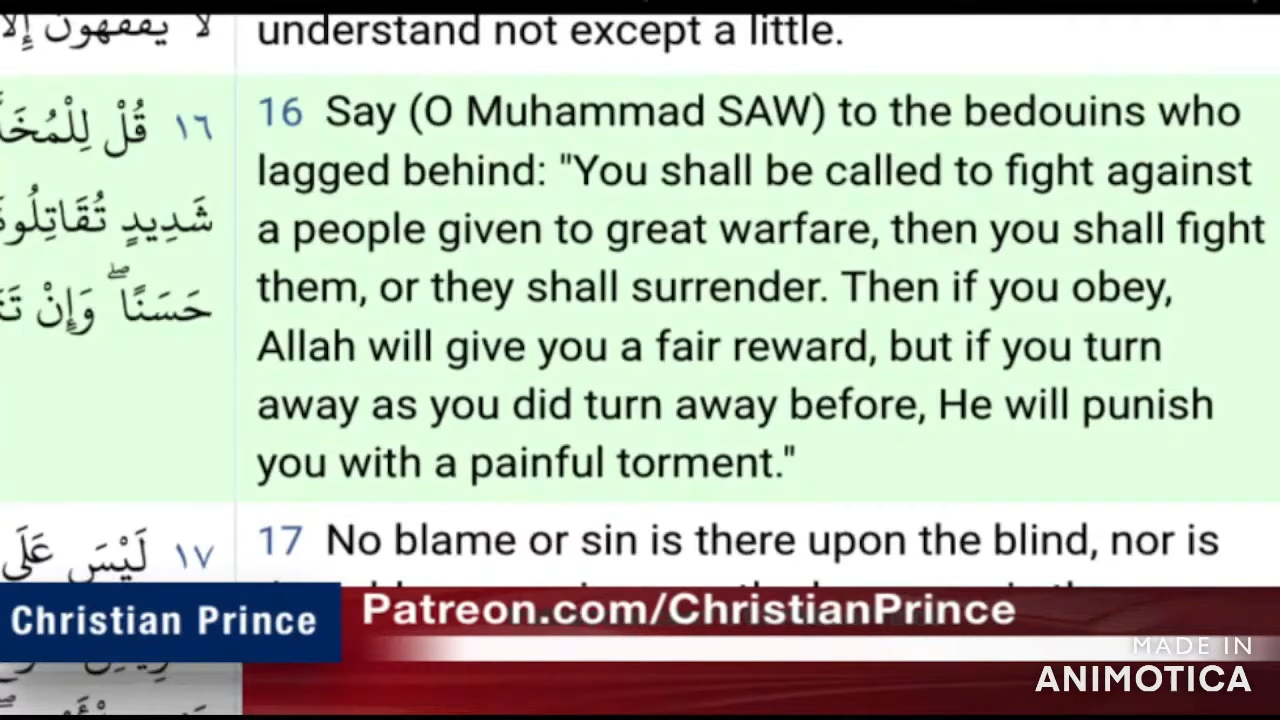 لا يفقهون إلا
understand not except a little.
١٦ قُلْ لِلْمُخَلَّ
شَدِيدٍ تُقَاتِلُو
حَسَنًا ۖ وَإِنْ تَتَ
16 Say (O Muhammad SAW) to the bedouins who
lagged behind: "You shall be called to fight against
a people given to great warfare, then you shall fight
them, or they shall surrender. Then if you obey,
Allah will give you a fair reward, but if you turn
away as you did turn away before, He will punish
you with a painful torment."
١٧ لَيْسَ عَلَى
17 No blame or sin is there upon the blind, nor is
Christian Prince
Patreon.com/ChristianPrince
MADE IN
ANIMOTICA